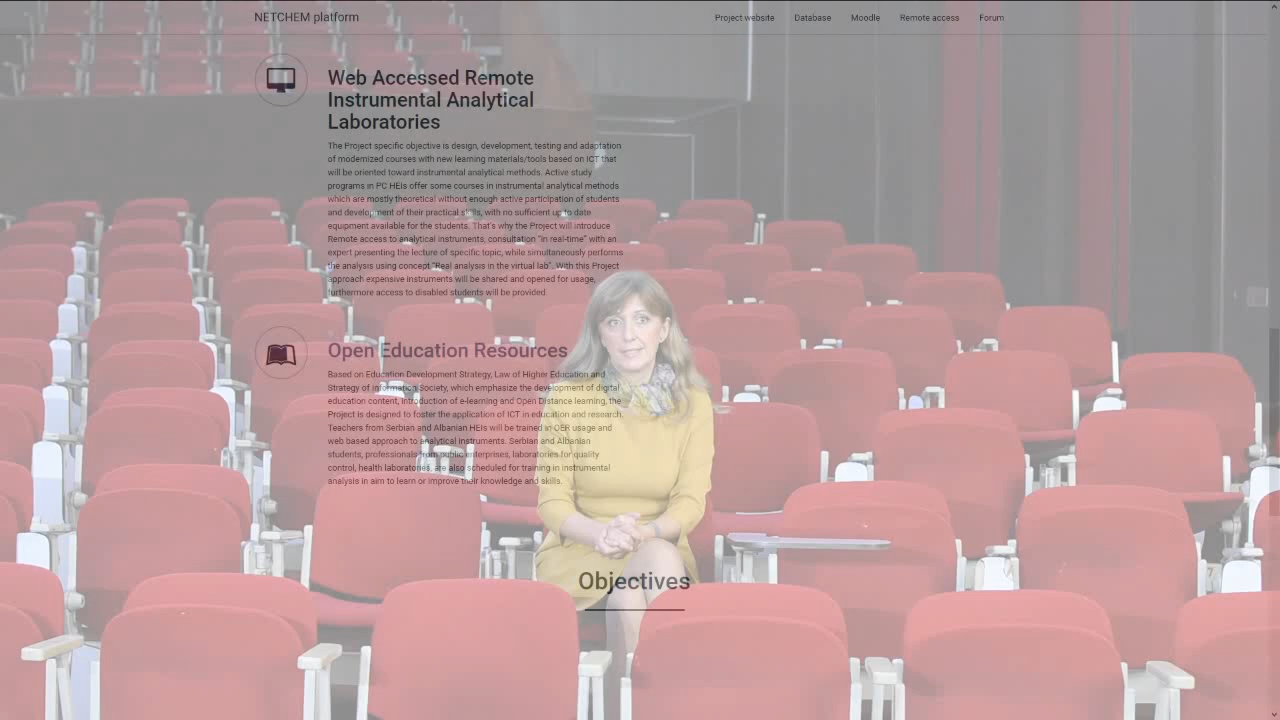 NETCHEM platform
Project website Database Moodle Remote access Forum
Web Accessed Remote
Instrumental Analytical
Laboratories
The Project specific objective is design, development, testing and adaptation
of modernized courses with new learning materials/tools based on ICT that
will be oriented toward instrumental analytical methods. Active study
programs in PC HEIs offer some courses in instrumental analytical methods
which are mostly theoretical without enough active participation of students
and development of their practical skills, with no sufficient up to date
equipment available for the students. That's why the Project will introduce
Remote access to analytical instruments, consultation "in real-time" with an
expert presenting the lecture of specific topic, while simultaneously performs
the analysis using concept "Real analysis in the virtual lab". With this Project
approach expensive instruments will be shared and opened for usage,
furthermore access to disabled students will be provided.
Open Education Resources
Based on Education Development Strategy, Law of Higher Education and
Strategy of Information Society, which emphasize the development of digital
education content, introduction of e-learning and Open Distance learning, the
Project is designed to foster the application of ICT in education and research.
Teachers from Serbian and Albanian HEIs will be trained in OER usage and
web based approach to analytical instruments. Serbian and Albanian
students, professionals from public enterprises, laboratories for quality
control, health laboratories, are also scheduled for training in instrumental
analysis in aim to learn or improve their knowledge and skills.
Objectives